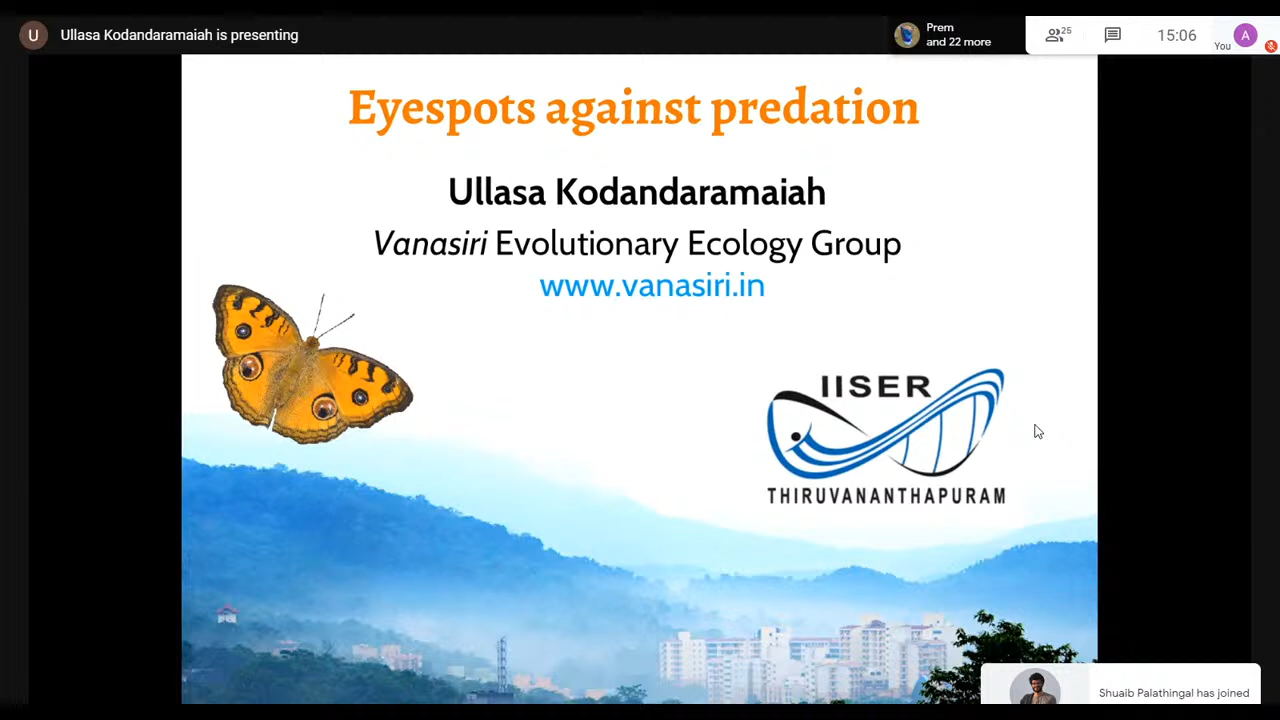 U
Ullasa Kodandaramaiah is presenting
Prem
and 22 more
25
15:06
You
A
Eyespots against predation
Ullasa Kodandaramaiah
Vanasiri Evolutionary Ecology Group
www.vanasiri.in
IISER
THIRUVANANTHAPURAM
Shuaib Palathingal has joined